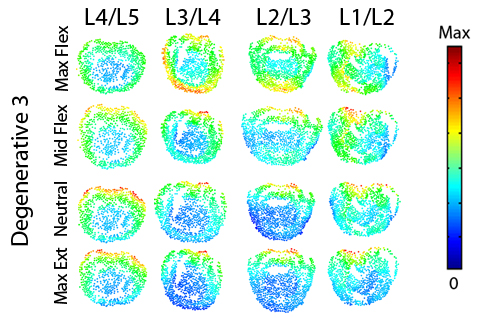 L4/L5 L3/L4 L2/L3 L1/L2
Max
Max Flex
Mid Flex
Neutral
Max Ext
Degenerative 3
0